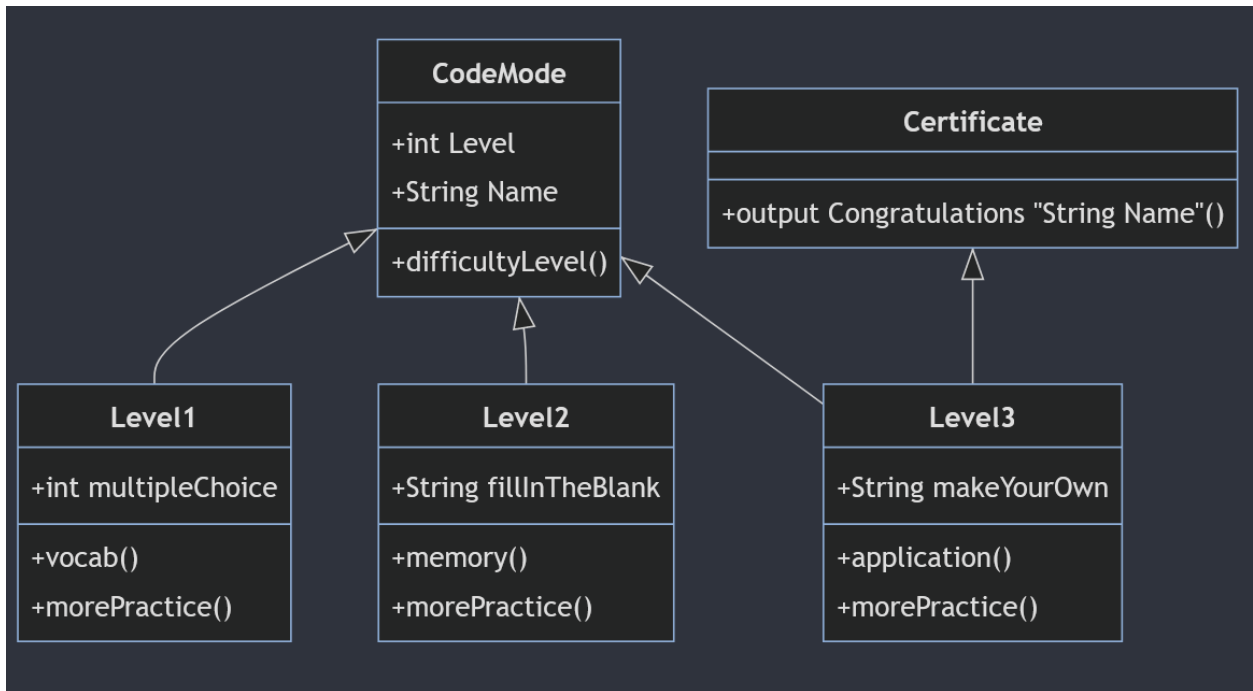 CodeMode
+int Level
+String Name
+difficultyLevel()
Certificate
+output Congratulations "String Name"()
Level1
+int multipleChoice
+vocab()
+morePractice()
Level2
+String fillInTheBlank
+memory()
+morePractice()
Level3
+String makeYourOwn
+application()
+morePractice()